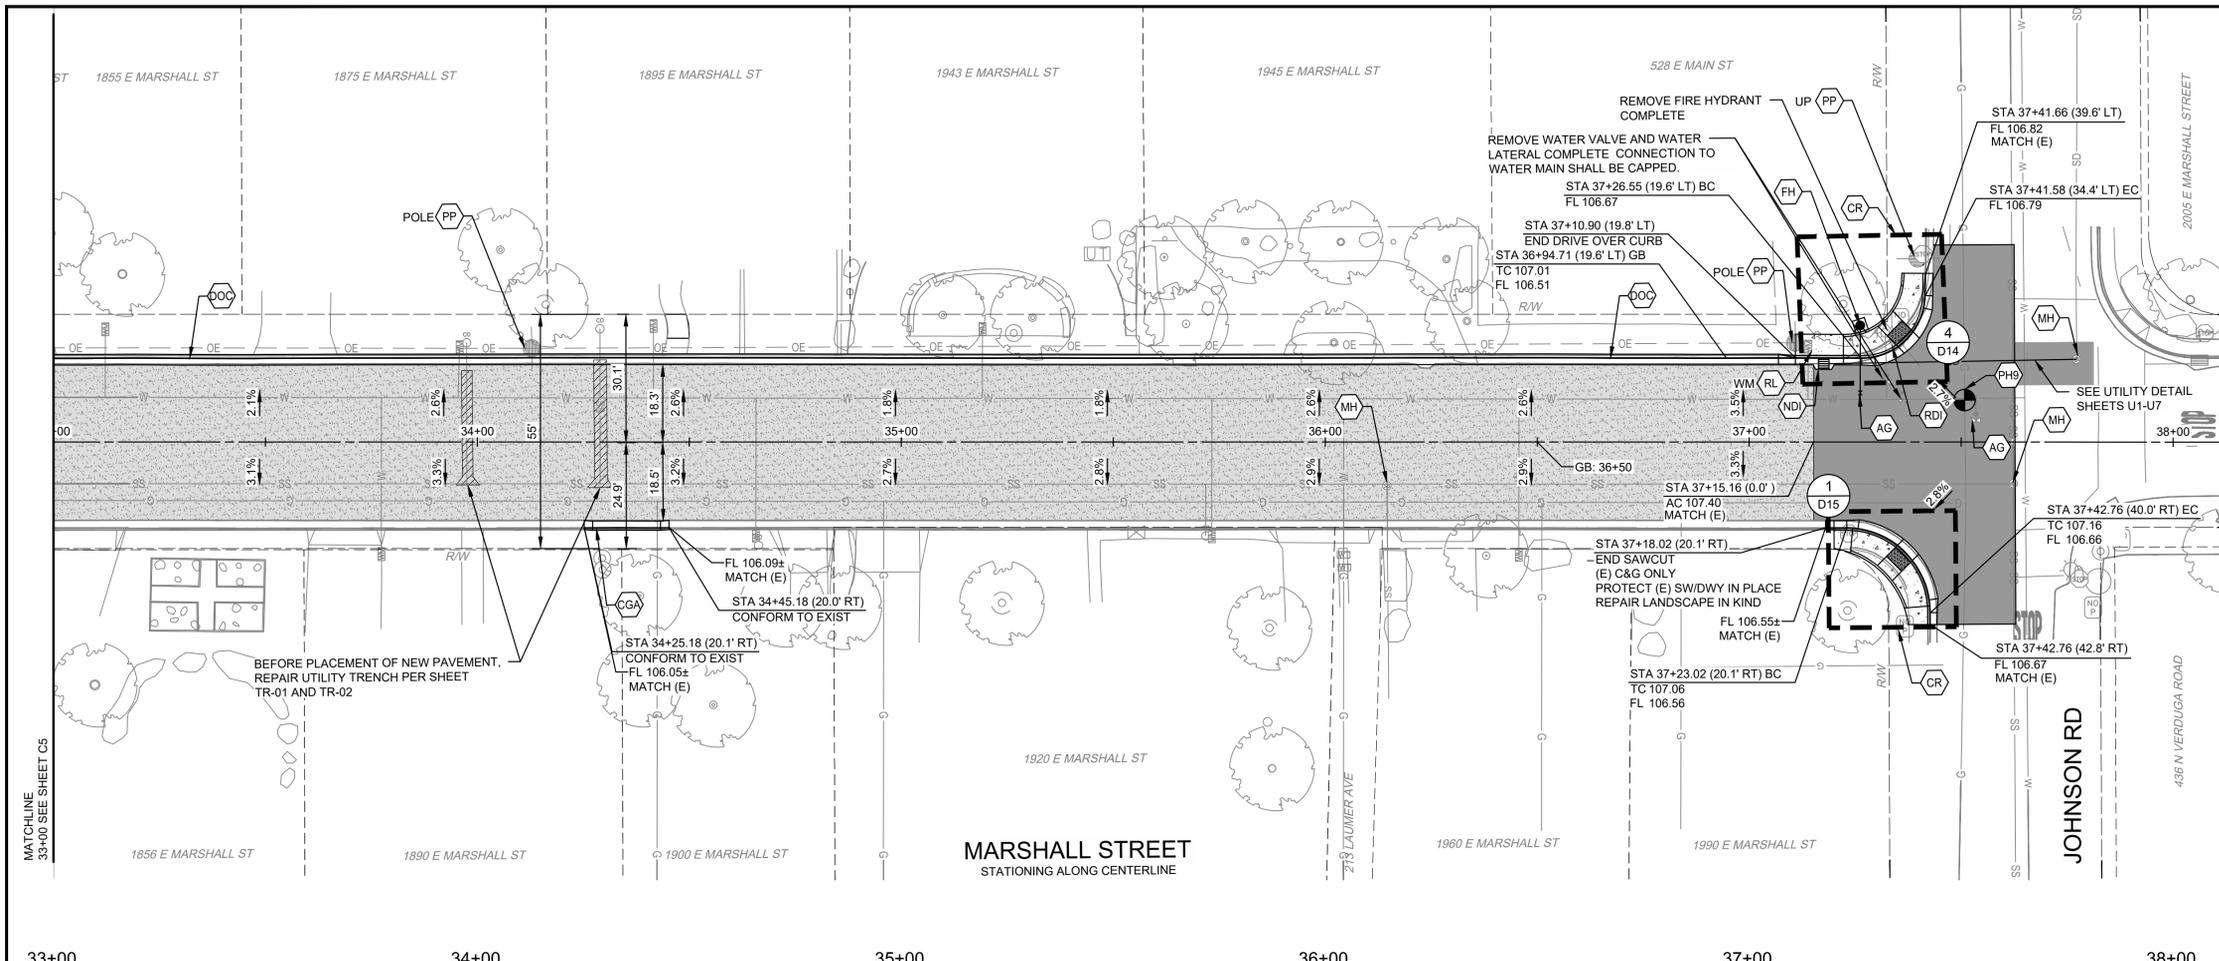 ST
1855 E MARSHALL ST
1875 E MARSHALL ST
1895 E MARSHALL ST
1943 E MARSHALL ST
1945 E MARSHALL ST
528 E MAIN ST
R/W
SD
W
2005 E MARSHALL STREET
REMOVE FIRE HYDRANT
COMPLETE
UP PP
STA 37+41.66 (39.6' LT)
FL 106.82
MATCH (E)
REMOVE WATER VALVE AND WATER
LATERAL COMPLETE CONNECTION TO
WATER MAIN SHALL BE CAPPED.
STA 37+26.55 (19.6' LT) BC
FL 106.67
FH
CR
STA 37+41.58 (34.4' LT) EC
FL 106.79
STA 37+10.90 (19.8' LT)
END DRIVE OVER CURB
STA 36+94.71 (19.6' LT) GB
TC 107.01
FL 106.51
POLE PP
POLE PP
DOC
DOC
R/W
OE OE OE OE OE OE OE OE OE OE
4
D14
MH
PH9
SEE UTILITY DETAIL
SHEETS U1-U7
WM RL
NDI
RDI
AG
AG
MH
MH
2.7%
STOP
2.1%
2.6%
30.1'
18.3'
2.6%
1.8%
1.8%
2.6%
2.6%
3.5%
55'
+00
34+00
35+00
36+00
37+00
38+00
3.1%
3.3%
24.9'
18.5'
3.2%
2.7%
2.8%
2.9%
2.9%
3.3%
GB: 36+50
STA 37+15.16 (0.0' )
AC 107.40
MATCH (E)
1
D15
2.8%
STA 37+42.76 (40.0' RT) EC
TC 107.16
FL 106.66
STA 37+18.02 (20.1' RT)
END SAWCUT
(E) C&G ONLY
PROTECT (E) SW/DWY IN PLACE
REPAIR LANDSCAPE IN KIND
FL 106.55±
MATCH (E)
STOP
STA 37+42.76 (42.8' RT)
FL 106.67
MATCH (E)
STA 37+23.02 (20.1' RT) BC
TC 107.06
FL 106.56
CR
R/W
R/W
FL 106.09±
MATCH (E)
CGA
STA 34+45.18 (20.0' RT)
CONFORM TO EXIST
STA 34+25.18 (20.1' RT)
CONFORM TO EXIST
FL 106.05±
MATCH (E)
BEFORE PLACEMENT OF NEW PAVEMENT,
REPAIR UTILITY TRENCH PER SHEET
TR-01 AND TR-02
MATCHLINE
33+00 SEE SHEET C5
1856 E MARSHALL ST
1890 E MARSHALL ST
1900 E MARSHALL ST
1920 E MARSHALL ST
213 LAUMER AVE
1960 E MARSHALL ST
1990 E MARSHALL ST
JOHNSON RD
436 N VERDUGA ROAD
MARSHALL STREET
STATIONING ALONG CENTERLINE
33+00
34+00
35+00
36+00
37+00
38+00